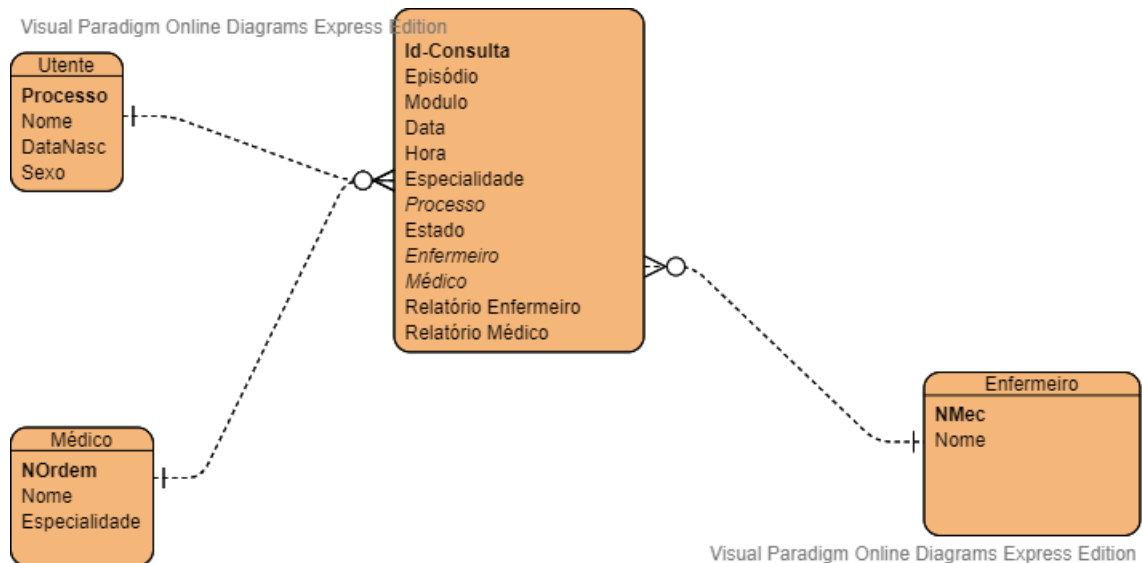 Visual Paradigm Online Diagrams Express Edition
Utente
Processo
Nome
DataNasc
Sexo
Id-Consulta
Episódio
Modulo
Data
Hora
Especialidade
Processo
Estado
Enfermeiro
Médico
Relatório Enfermeiro
Relatório Médico
Médico
NOrdem
Nome
Especialidade
Enfermeiro
NMec
Nome
Visual Paradigm Online Diagrams Express Edition